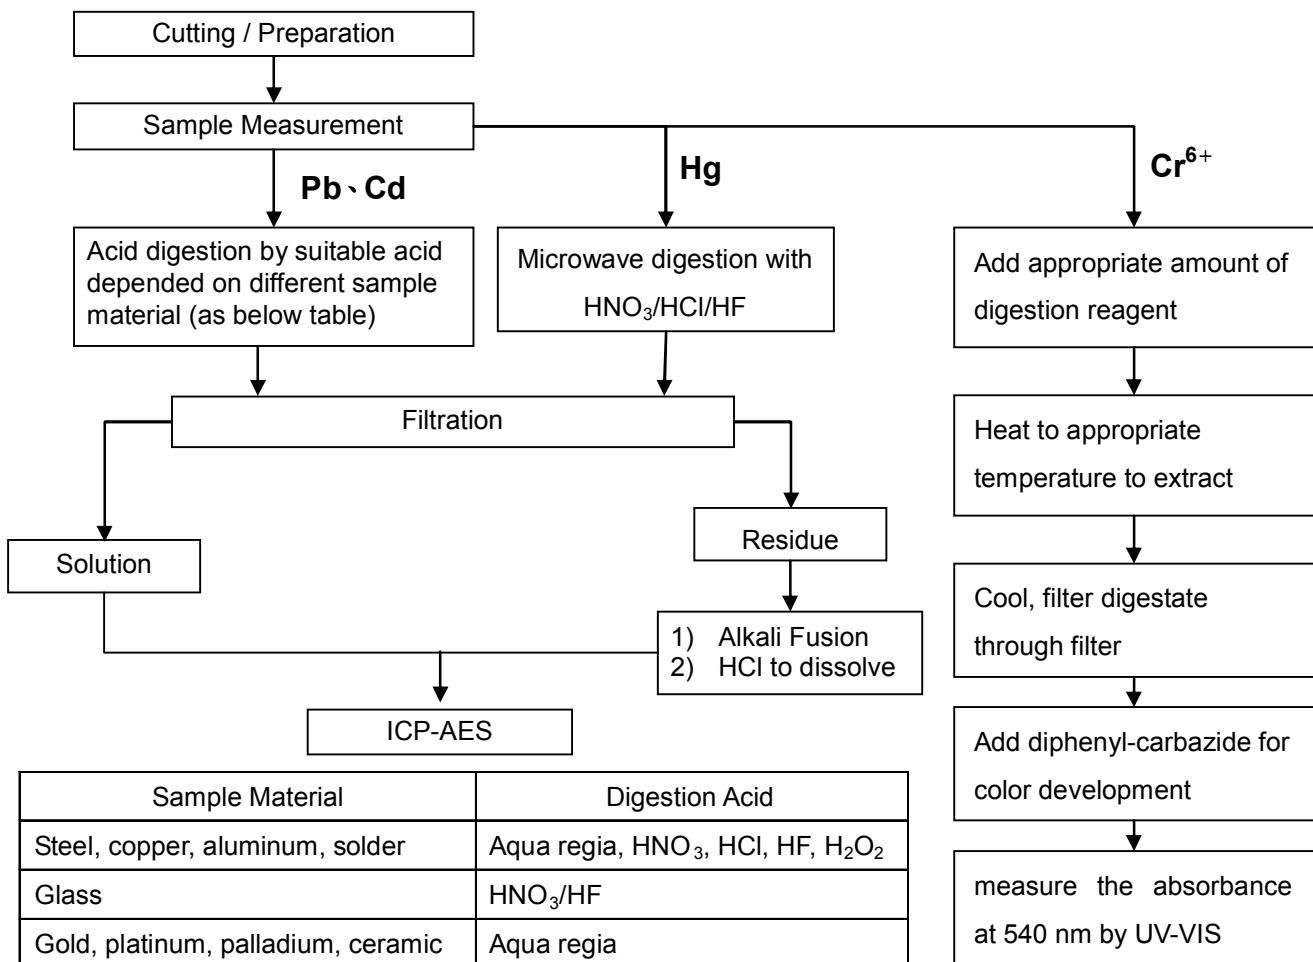 Cutting / Preparation
Sample Measurement
Pb、Cd
Hg
Cr⁶⁺
Acid digestion by suitable acid
depended on different sample
material (as below table)
Microwave digestion with
HNO₃/HCl/HF
Add appropriate amount of
digestion reagent
Filtration
Heat to appropriate
temperature to extract
Solution
Residue
1) Alkali Fusion
2) HCl to dissolve
Cool, filter digestate
through filter
ICP-AES
Add diphenyl-carbazide for
color development
measure the absorbance
at 540 nm by UV-VIS
Sample Material Digestion Acid
Steel, copper, aluminum, solder Aqua regia, HNO₃, HCl, HF, H₂O₂
Glass HNO₃/HF
Gold, platinum, palladium, ceramic Aqua regia